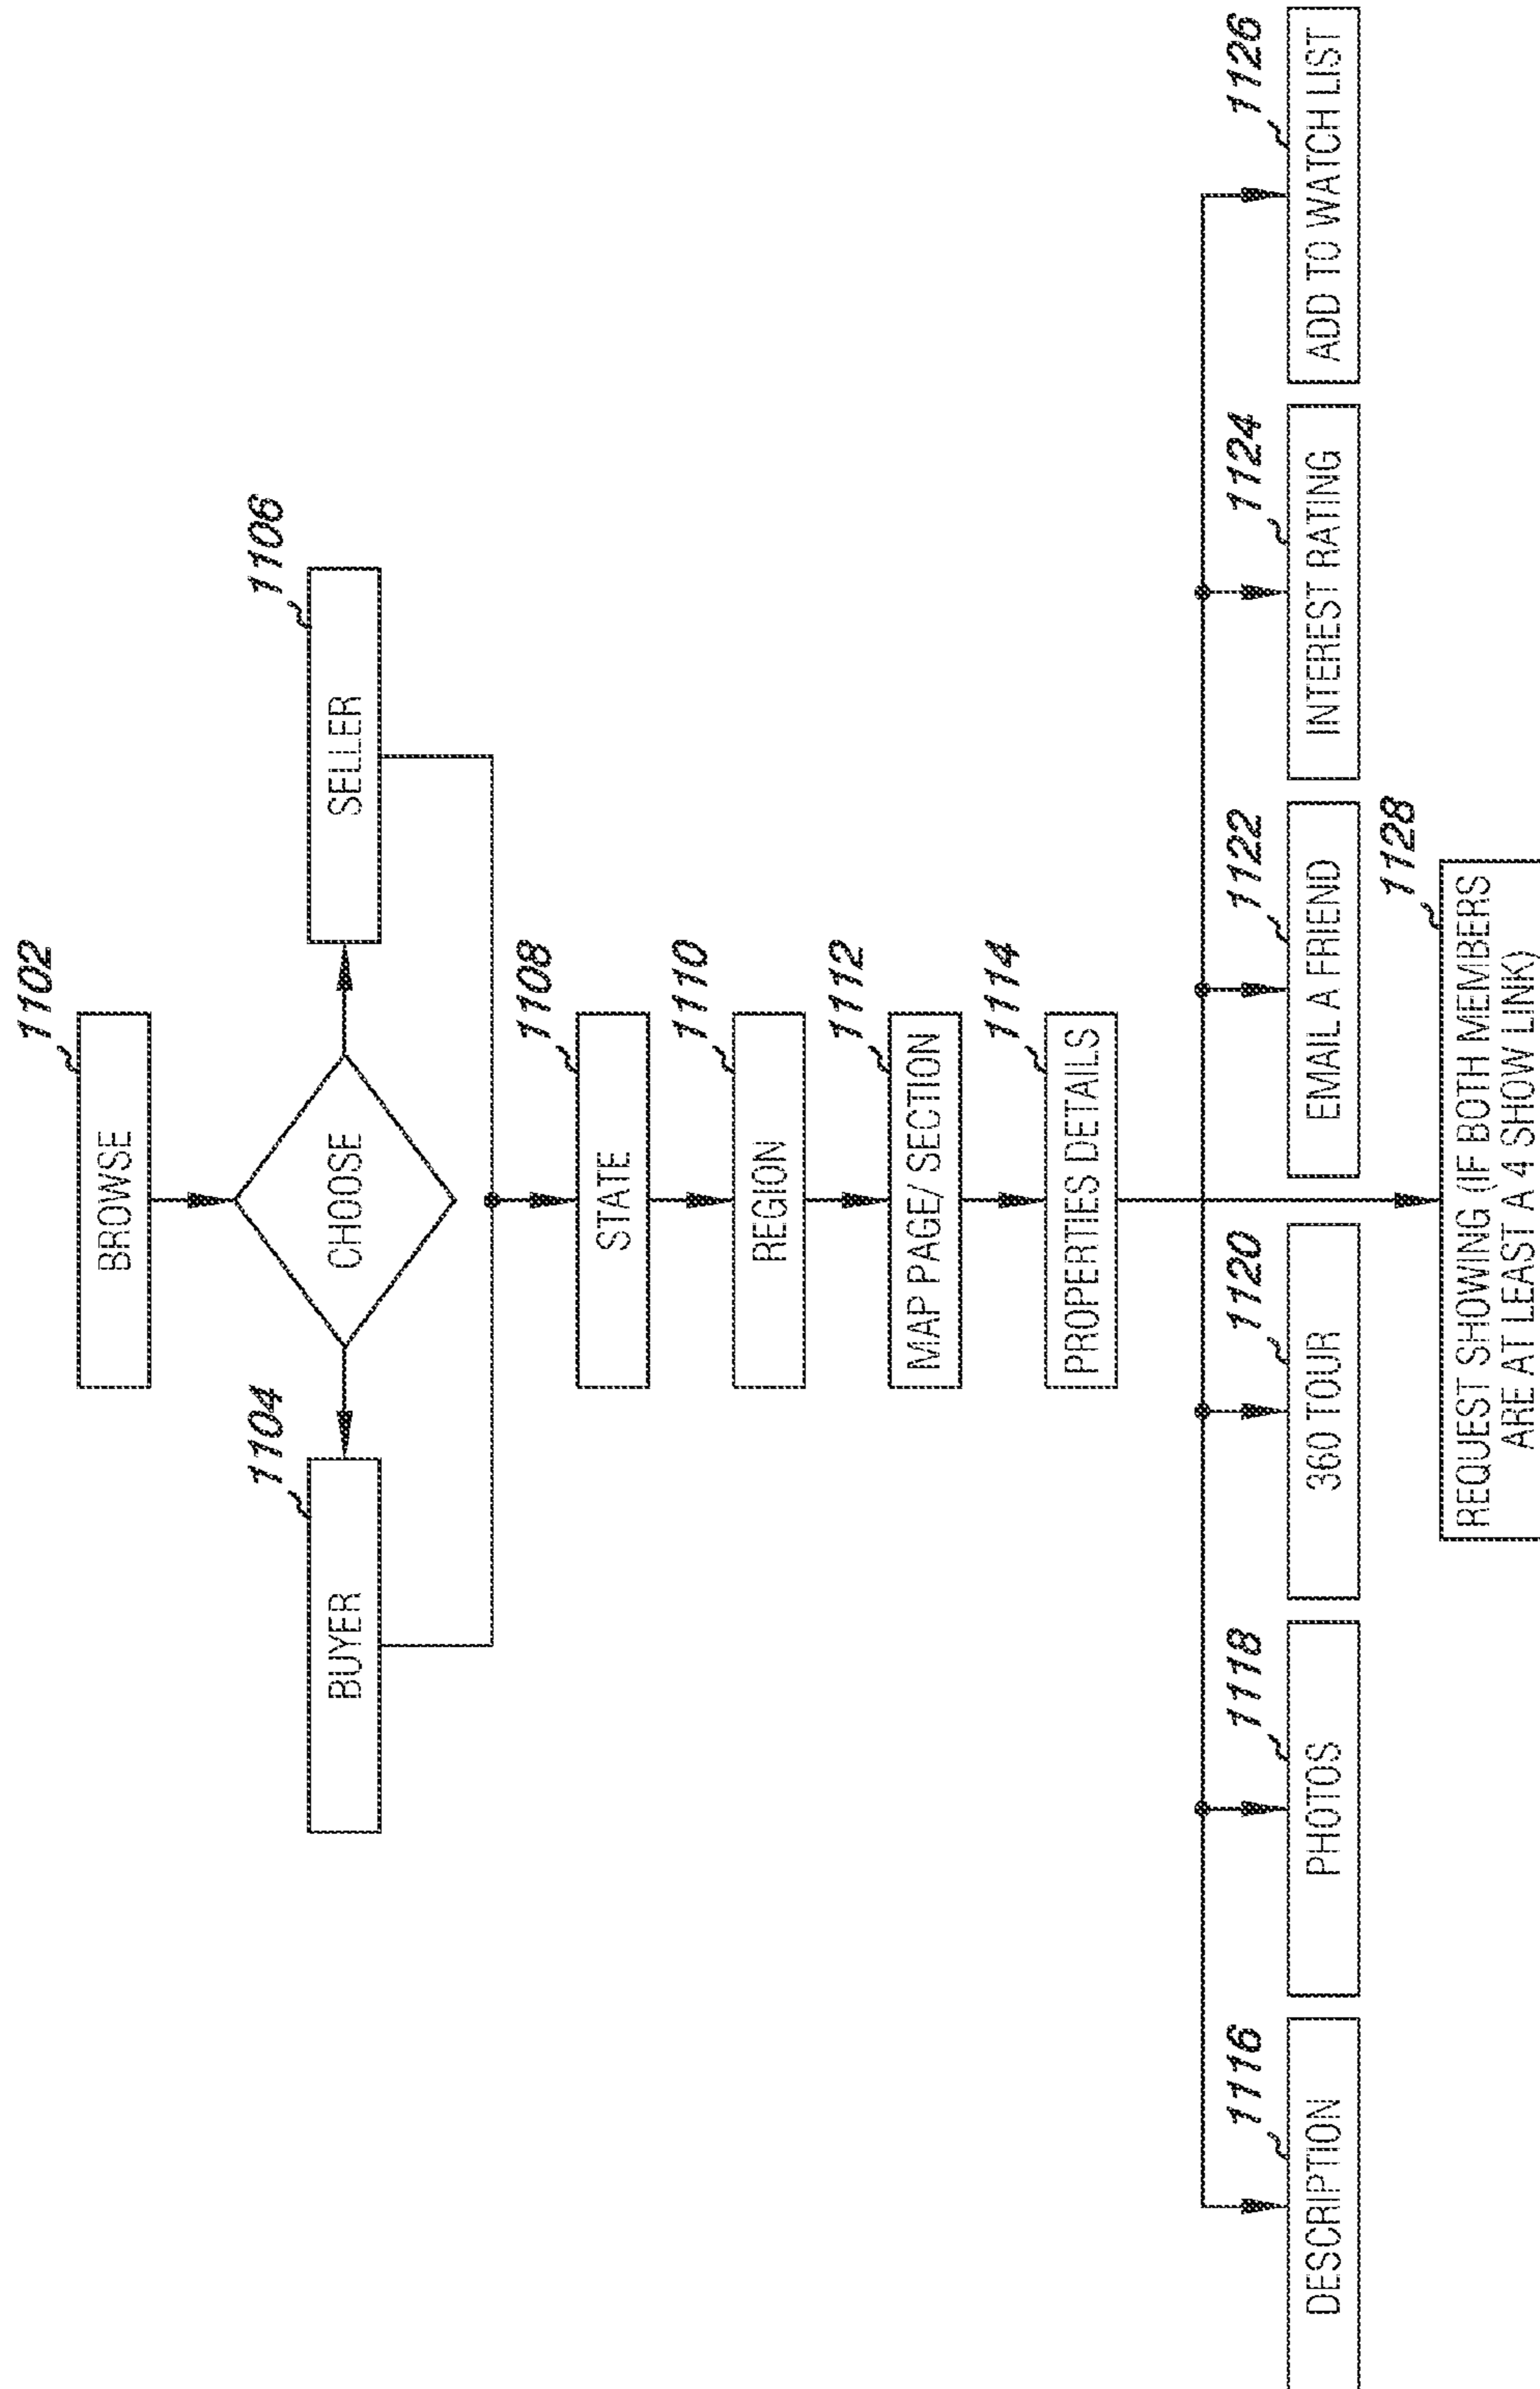 1102
BROWSE
CHOOSE
1104
BUYER
1106
SELLER
1108
STATE
1110
REGION
1112
MAP PAGE/ SECTION
1114
PROPERTIES DETAILS
1116
DESCRIPTION
1118
PHOTOS
1120
360 TOUR
1122
EMAIL A FRIEND
1124
INTEREST RATING
1126
ADD TO WATCH LIST
1128
REQUEST SHOWING (IF BOTH MEMBERS
ARE AT LEAST A 4 SHOW LINK)